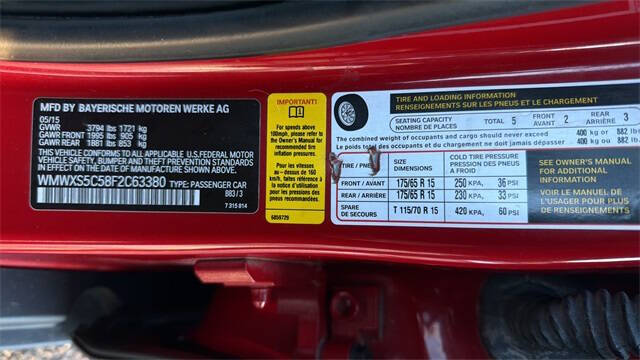 MFD BY BAYERISCHE MOTOREN WERKE AG
05/15
GVWR 3794 lbs 1721 kg
GAWR FRONT 1995 lbs 905 kg
GAWR REAR 1881 lbs 853 kg
THIS VEHICLE CONFORMS TO ALL APPLICABLE U.S.FEDERAL MOTOR
VEHICLE SAFETY, BUMPER AND THEFT PREVENTION STANDARDS
IN EFFECT ON THE DATE OF MANUFACTURE SHOWN ABOVE.
WMWXS5C58F2C63380 TYPE: PASSENGER CAR
883 / 3
7 315 814
IMPORTANT!
For speeds above
100mph, please refer to
the Owner's Manual
for recommended
tire inflation
pressures.
Pour les vitesses
au dessus de 160
km/h, référez vous à
la notice d'utilisation
pour les pressions des
pneus recommandées.
6859729
TIRE AND LOADING INFORMATION
RENSEIGNEMENTS SUR LES PNEUS ET LE CHARGEMENT
SEATING CAPACITY
NOMBRE DE PLACES
TOTAL 5
FRONT
AVANT 2
REAR
ARRIÈRE 3
The combined weight of occupants and cargo should never exceed 400 kg or 882 lbs
Le poids total des occupants et du chargement ne doit jamais dépasser 400 kg ou 882 lb
SIZE
DIMENSIONS
COLD TIRE PRESSURE
PRESSION DES PNEUS
A FROID
FRONT / AVANT 175/65 R 15 250 KPA, 36 PSI
REAR / ARRIÈRE 175/65 R 15 230 KPA, 33 PSI
SPARE
DE SECOURS T 115/70 R 15 420 KPA, 60 PSI
SEE OWNER'S MANUAL
FOR ADDITIONAL
INFORMATION
VOIR LE MANUEL DE
L'USAGER POUR PLUS
DE RENSEIGNEMENTS